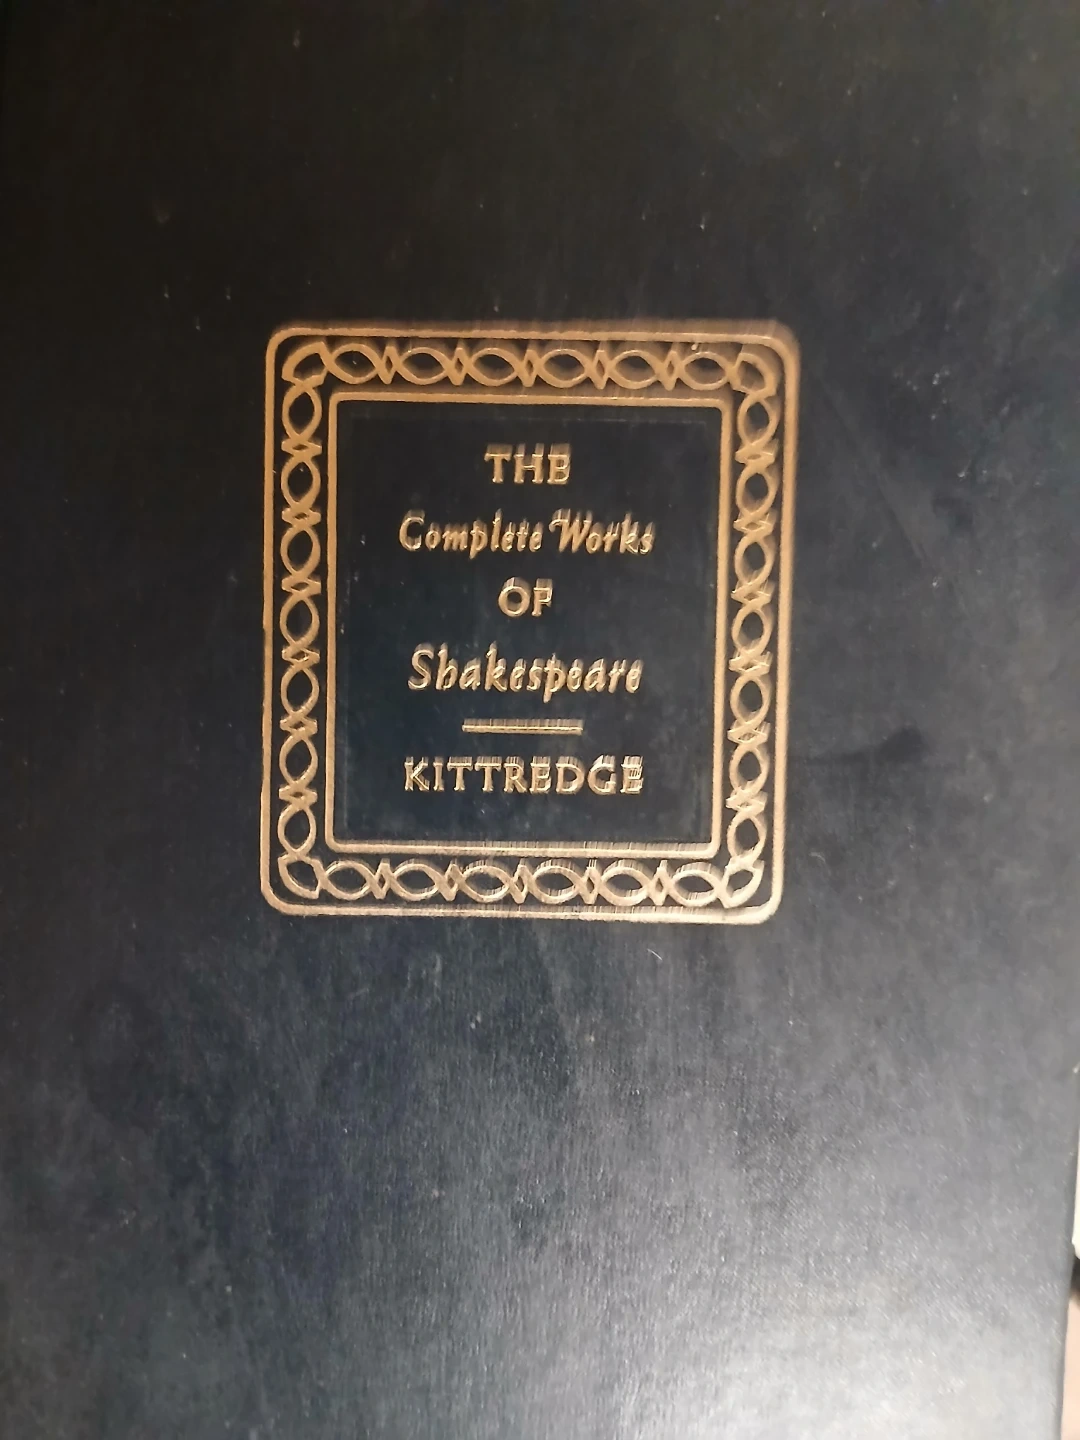 THE
Complete Works
OF
Shakespeare
KITTREDGE